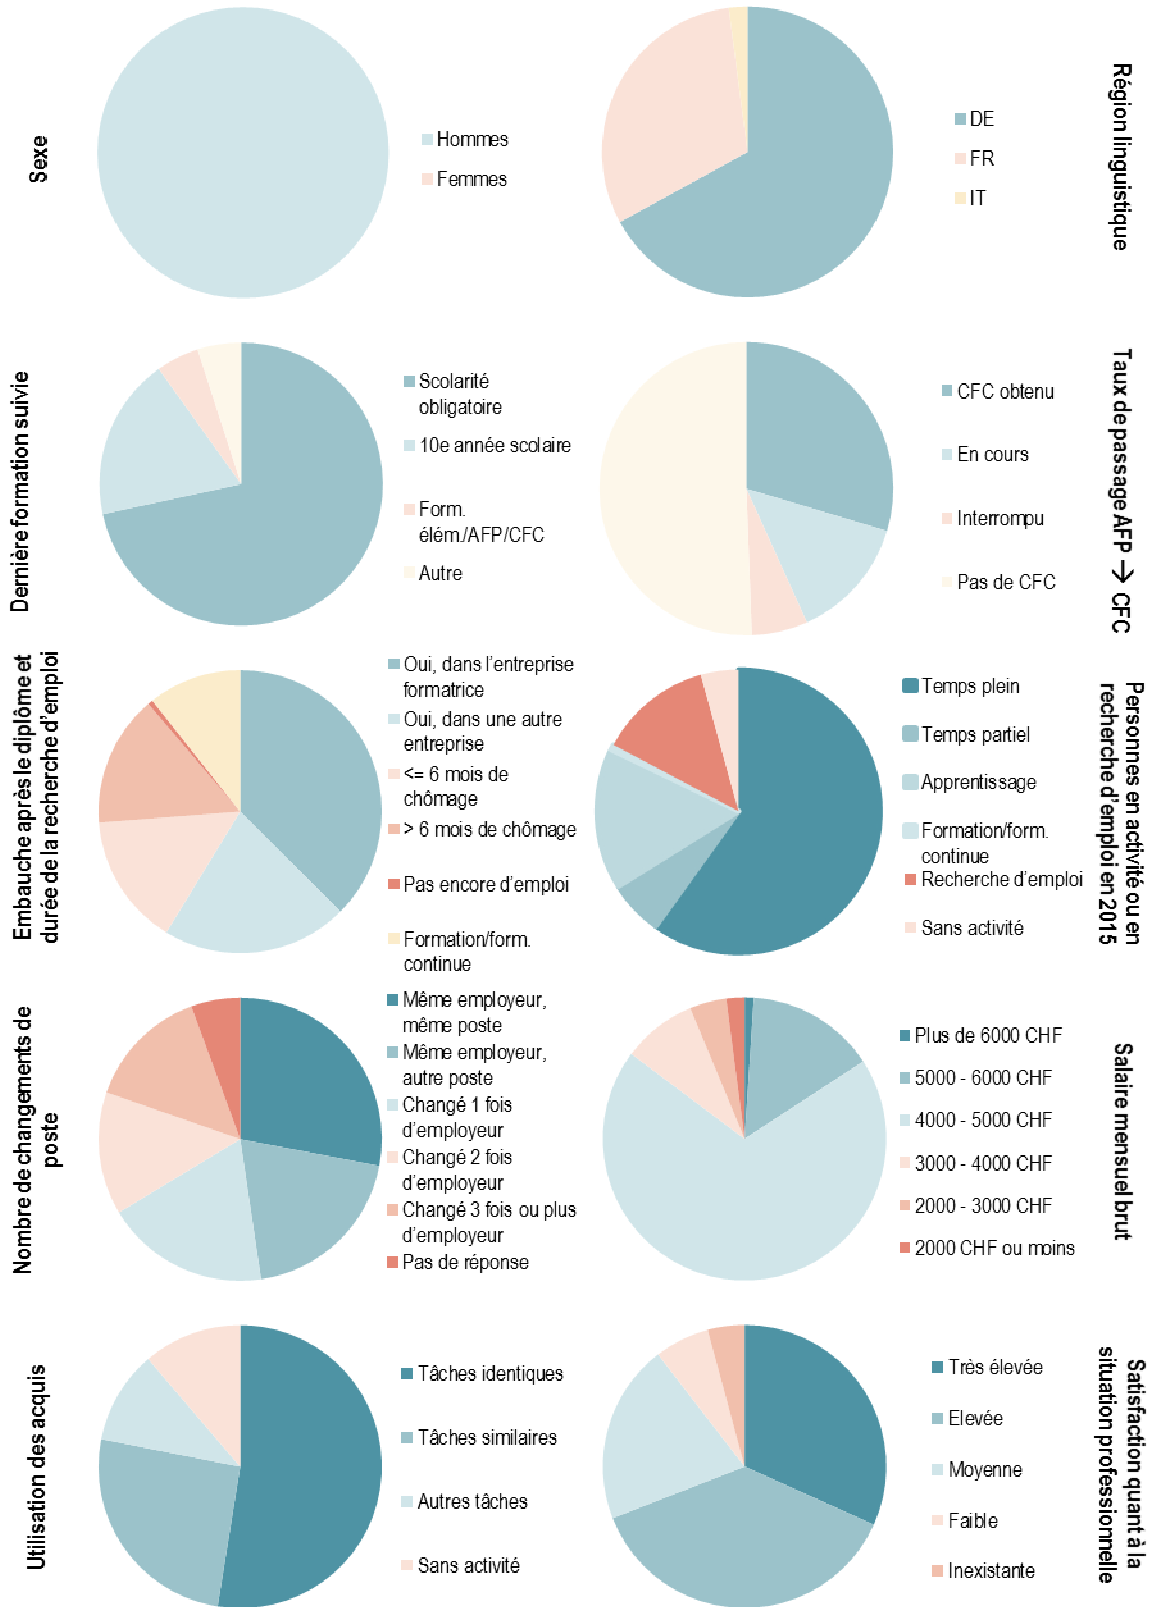 Sexe
Hommes
Femmes
Région linguistique
DE
FR
IT
Dernière formation suivie
Scolarité
obligatoire
10e année scolaire
Form.
élém./AFP/CFC
Autre
Taux de passage AFP → CFC
CFC obtenu
En cours
Interrompu
Pas de CFC
Embauche après le diplôme et
durée de la recherche d'emploi
Oui, dans l'entreprise
formatrice
Oui, dans une autre
entreprise
<= 6 mois de
chômage
> 6 mois de chômage
Pas encore d'emploi
Formation/form.
continue
Personnes en activité ou en
recherche d'emploi en 2015
Temps plein
Temps partiel
Apprentissage
Formation/form.
continue
Recherche d'emploi
Sans activité
Nombre de changements de
poste
Même employeur,
même poste
Même employeur,
autre poste
Changé 1 fois
d'employeur
Changé 2 fois
d'employeur
Changé 3 fois ou plus
d'employeur
Pas de réponse
Salaire mensuel brut
Plus de 6000 CHF
5000 - 6000 CHF
4000 - 5000 CHF
3000 - 4000 CHF
2000 - 3000 CHF
2000 CHF ou moins
Utilisation des acquis
Tâches identiques
Tâches similaires
Autres tâches
Sans activité
Satisfaction quant à la
situation professionnelle
Très élevée
Elevée
Moyenne
Faible
Inexistante